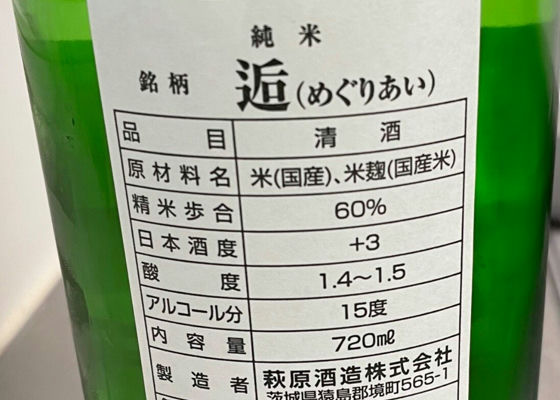 純米
銘柄 逅(めぐりあい)
品目 清酒
原材料名 米(国産)、米麹(国産米)
精米歩合 60%
日本酒度 +3
酸度 1.4〜1.5
アルコール分 15度
内容量 720㎖
製造者 萩原酒造株式会社
茨城県猿島郡境町565-1